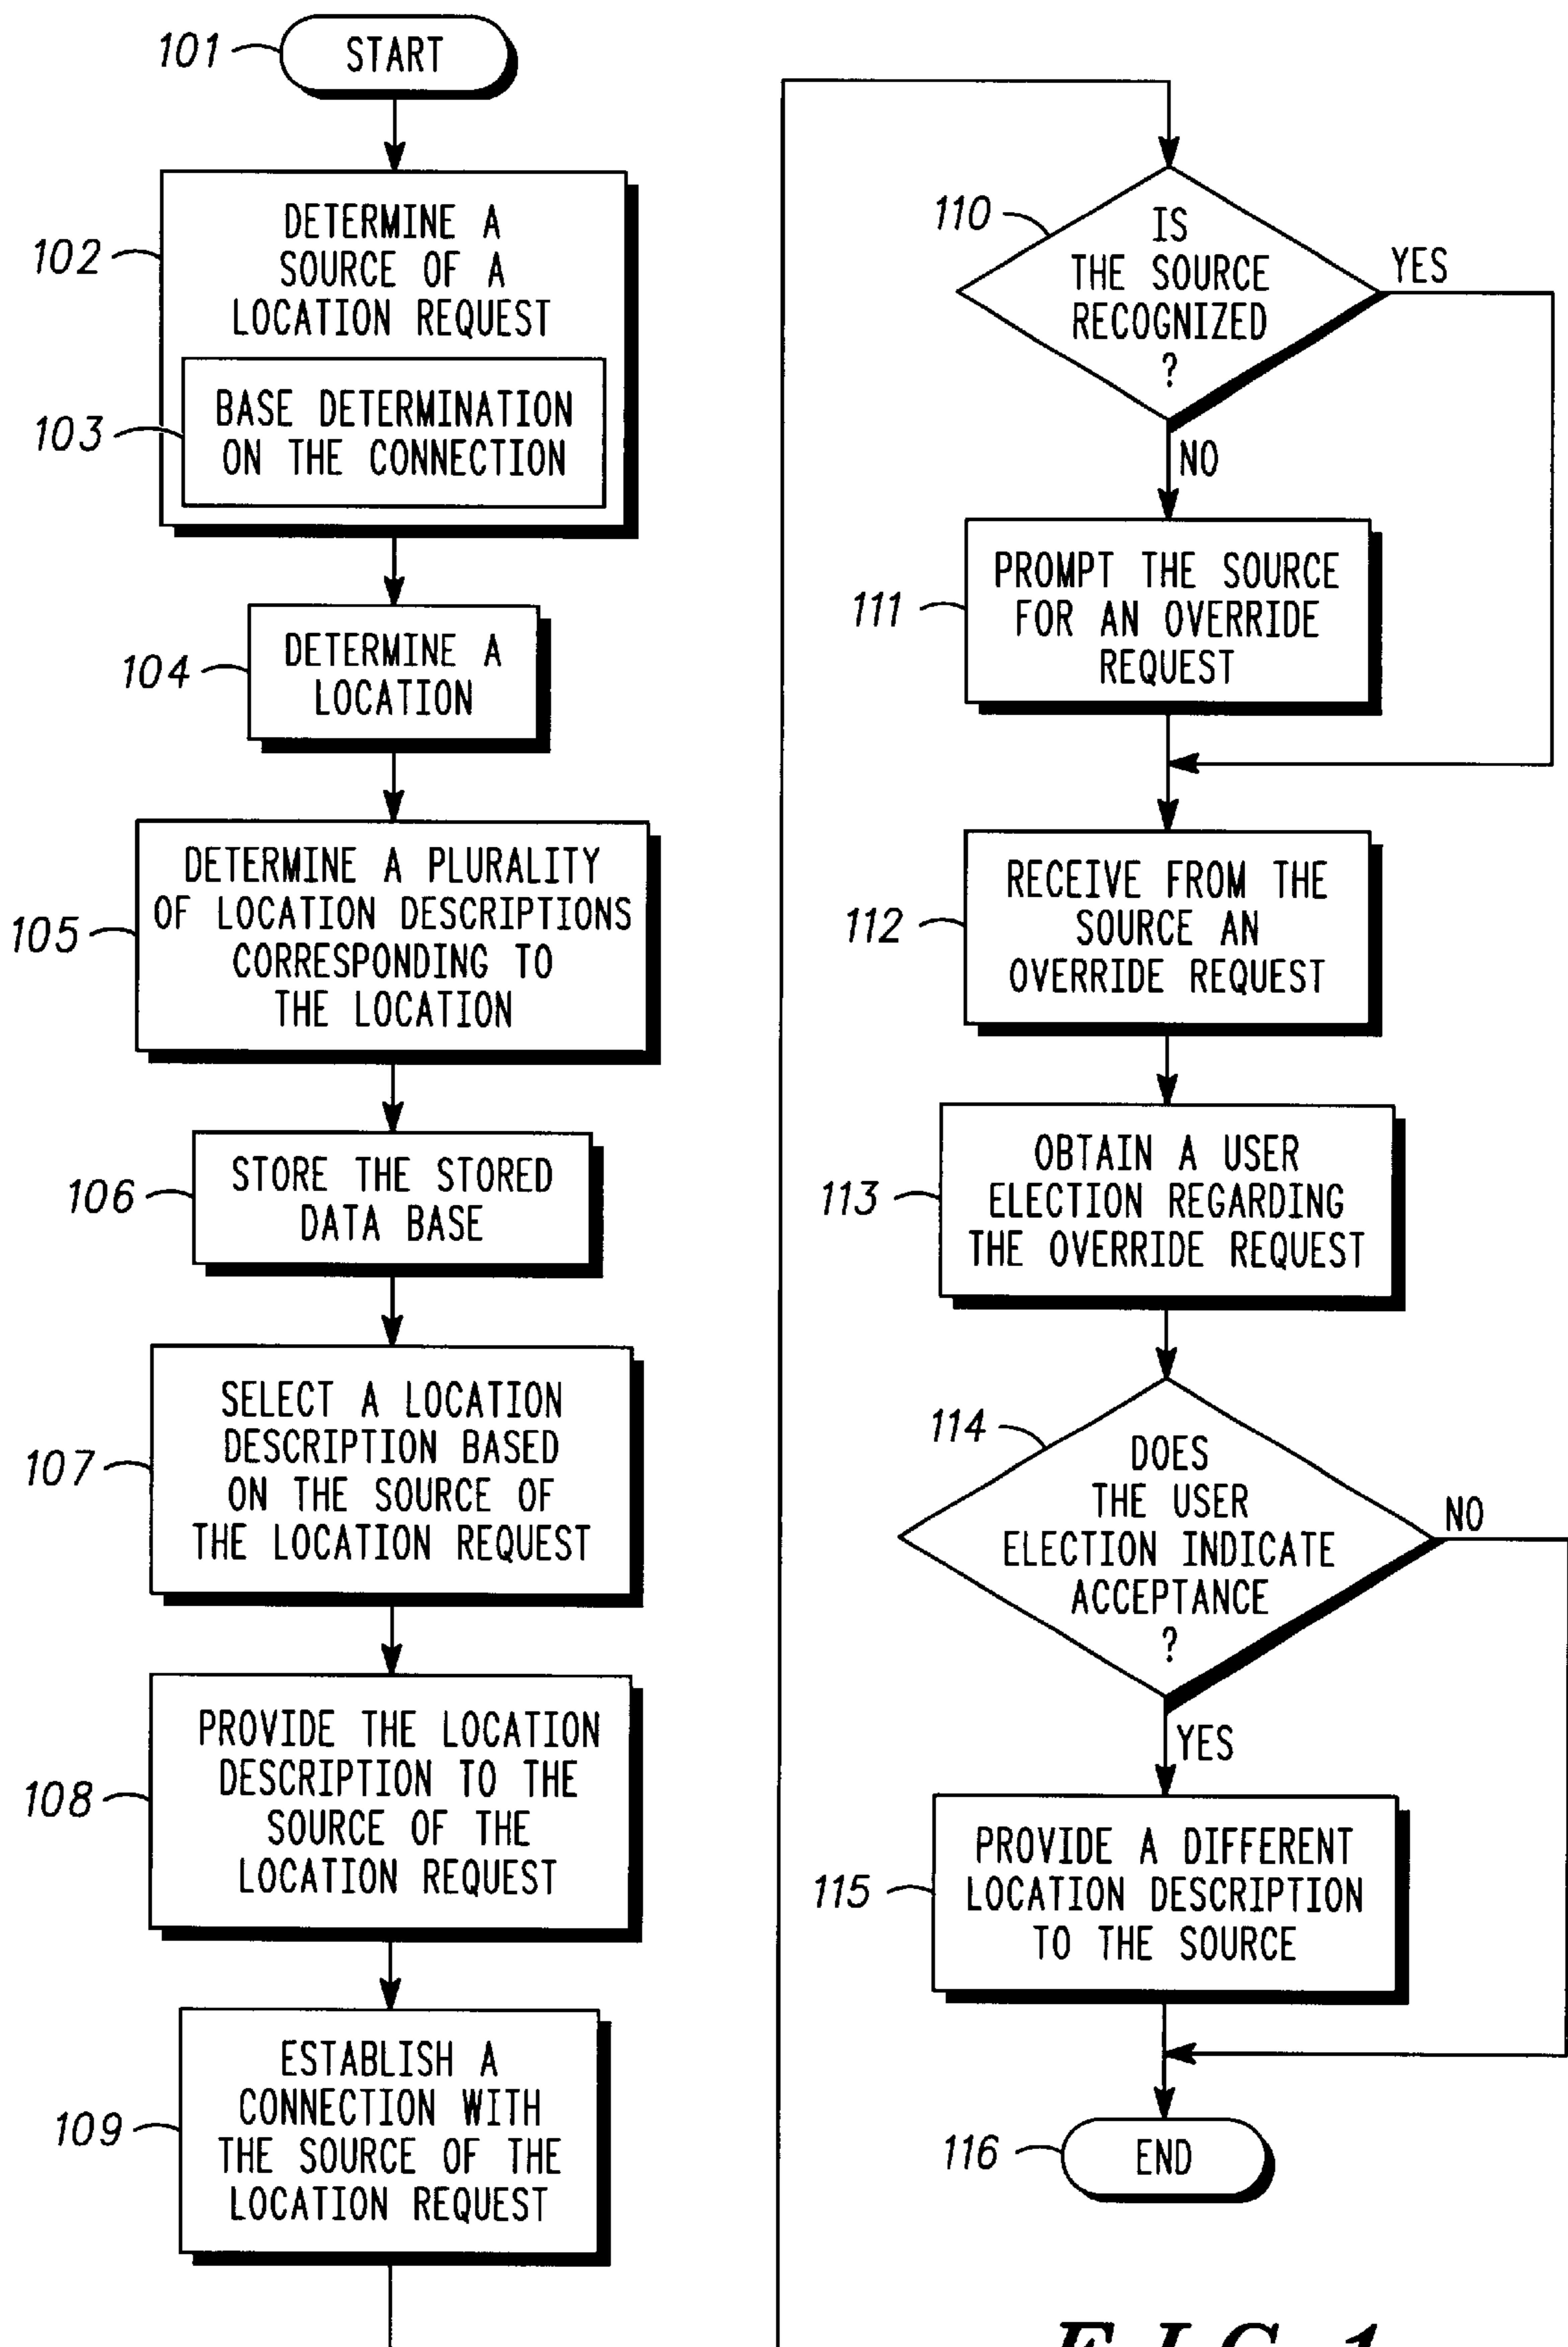 101
START
102
DETERMINE A
SOURCE OF A
LOCATION REQUEST
103
BASE DETERMINATION
ON THE CONNECTION
104
DETERMINE A
LOCATION
105
DETERMINE A PLURALITY
OF LOCATION DESCRIPTIONS
CORRESPONDING TO
THE LOCATION
106
STORE THE STORED
DATA BASE
107
SELECT A LOCATION
DESCRIPTION BASED
ON THE SOURCE OF
THE LOCATION REQUEST
108
PROVIDE THE LOCATION
DESCRIPTION TO THE
SOURCE OF THE
LOCATION REQUEST
109
ESTABLISH A
CONNECTION WITH
THE SOURCE OF THE
LOCATION REQUEST
110
IS
THE SOURCE
RECOGNIZED
?
YES
NO
111
PROMPT THE SOURCE
FOR AN OVERRIDE
REQUEST
112
RECEIVE FROM THE
SOURCE AN
OVERRIDE REQUEST
113
OBTAIN A USER
ELECTION REGARDING
THE OVERRIDE REQUEST
114
DOES
THE USER
ELECTION INDICATE
ACCEPTANCE
?
NO
YES
115
PROVIDE A DIFFERENT
LOCATION DESCRIPTION
TO THE SOURCE
116
END
FIG. 1